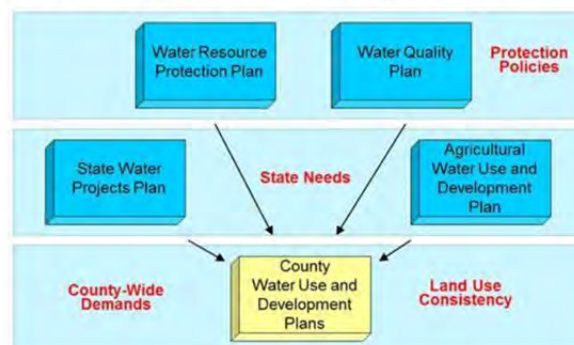 Water Resource
Protection Plan
Water Quality
Plan
Protection
Policies
State Water
Projects Plan
State Needs
Agricultural
Water Use and
Development
Plan
County-Wide
Demands
County
Water Use and
Development
Plans
Land Use
Consistency